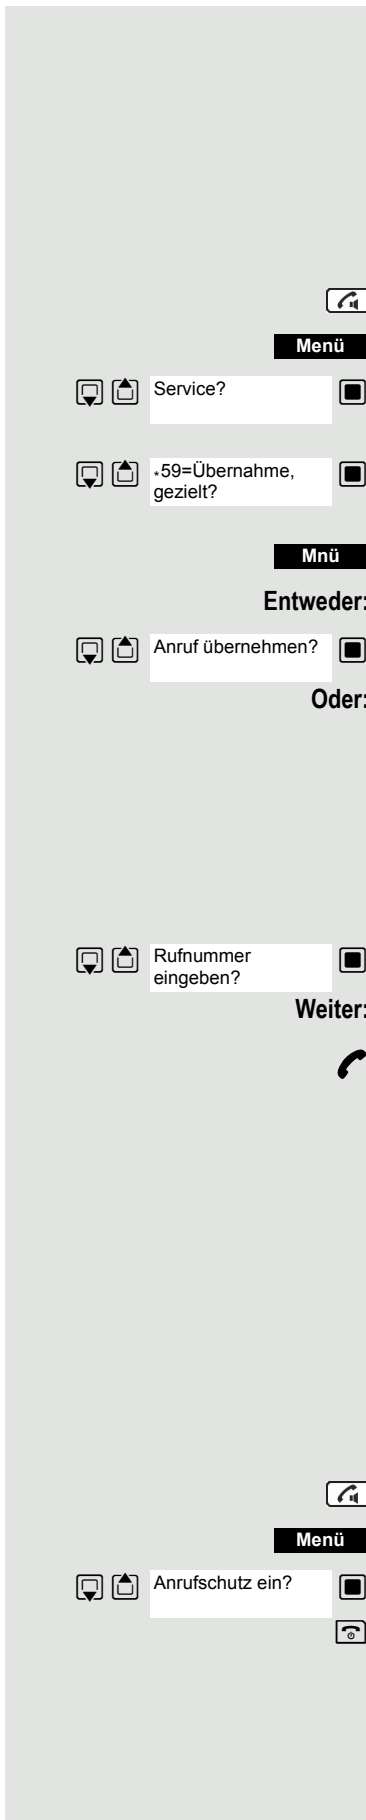 Menü
Service?
*59=Übernahme,
gezielt?
Mnü
Entweder:
Anruf übernehmen?
Oder:
Rufnummer
eingeben?
Weiter:
Menü
Anrufschutz ein?